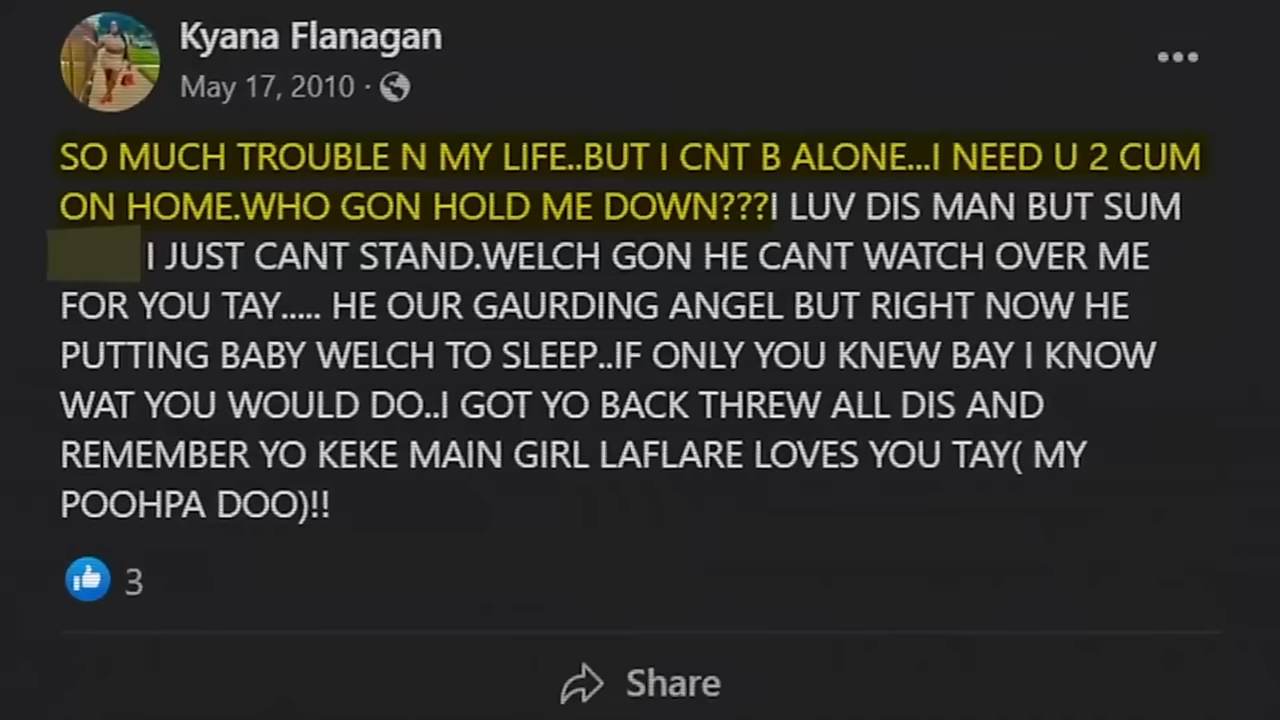 Kyana Flanagan
May 17, 2010 ·
SO MUCH TROUBLE N MY LIFE..BUT I CNT B ALONE...I NEED U 2 CUM
ON HOME.WHO GON HOLD ME DOWN???I LUV DIS MAN BUT SUM
I JUST CANT STAND.WELCH GON HE CANT WATCH OVER ME
FOR YOU TAY..... HE OUR GAURDING ANGEL BUT RIGHT NOW HE
PUTTING BABY WELCH TO SLEEP..IF ONLY YOU KNEW BAY I KNOW
WAT YOU WOULD DO..I GOT YO BACK THREW ALL DIS AND
REMEMBER YO KEKE MAIN GIRL LAFLARE LOVES YOU TAY( MY
POOHPA DOO)!!
3
Share